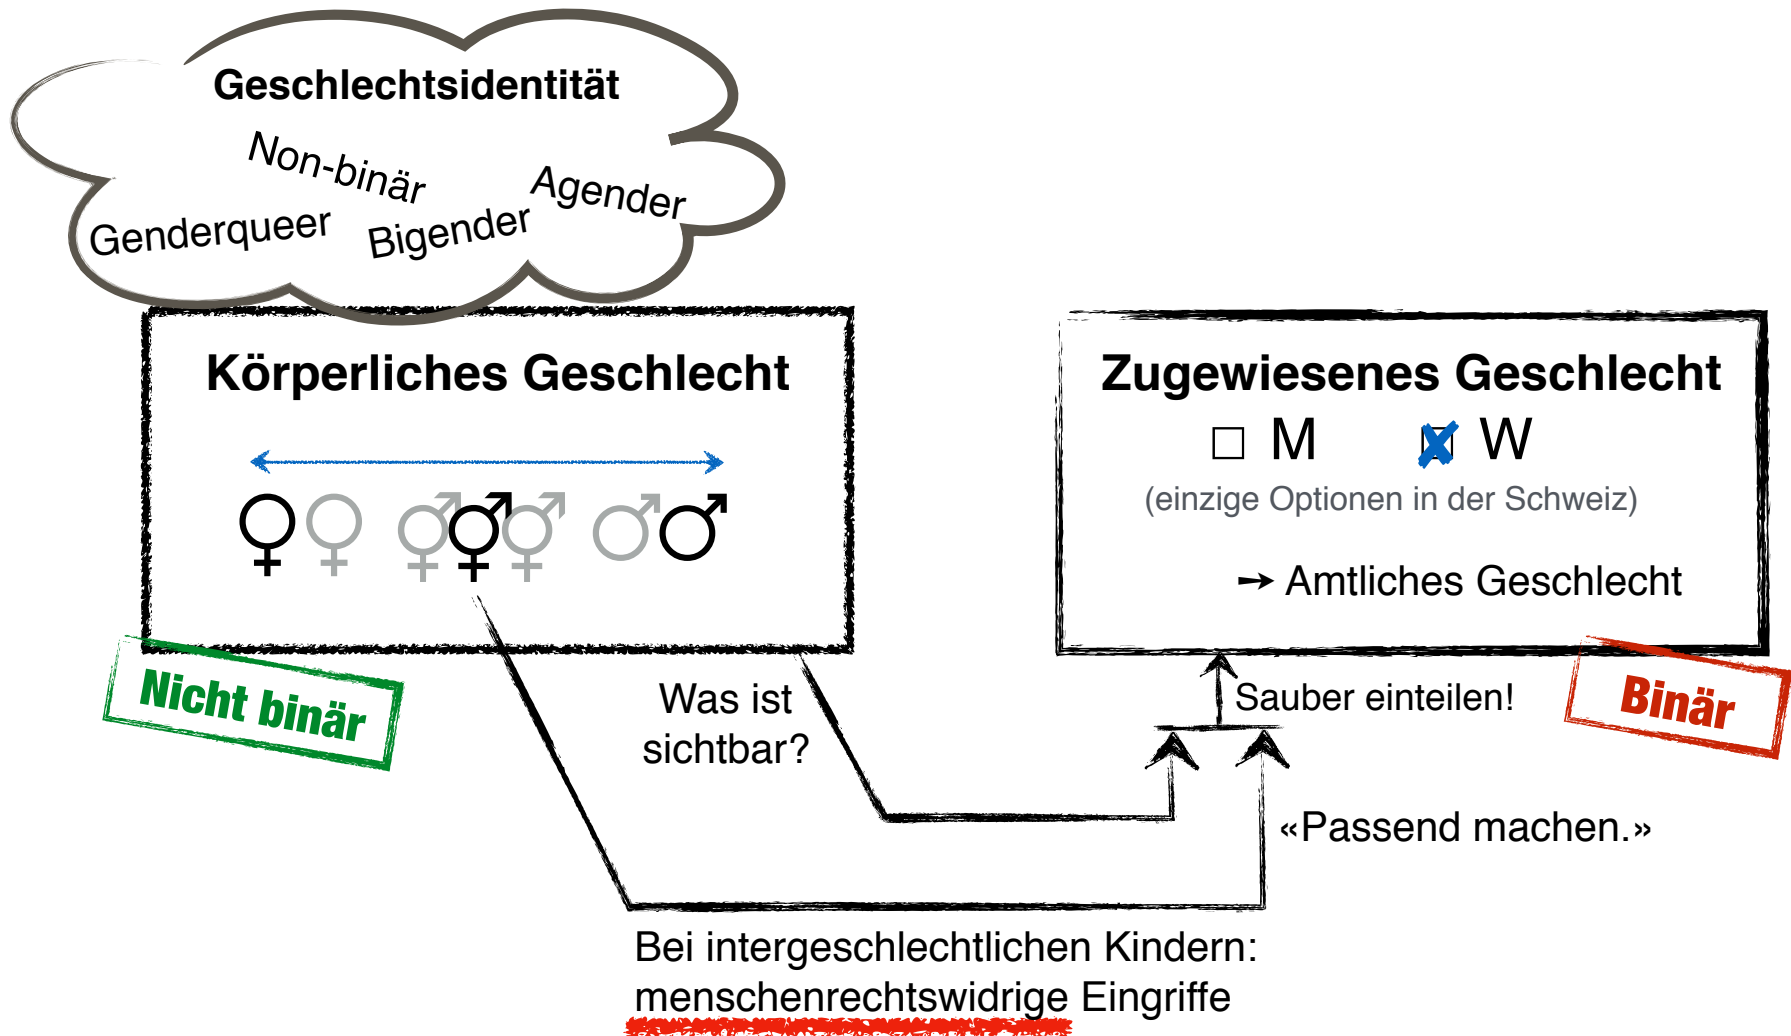 Geschlechtsidentität
Non-binär
Agender
Genderqueer
Bigender
Körperliches Geschlecht
Nicht binär
Was ist
sichtbar?
Zugewiesenes Geschlecht
☐ M ☒ W
(einzige Optionen in der Schweiz)
→ Amtliches Geschlecht
Sauber einteilen!
Binär
«Passend machen.»
Bei intergeschlechtlichen Kindern:
menschenrechtswidrige Eingriffe